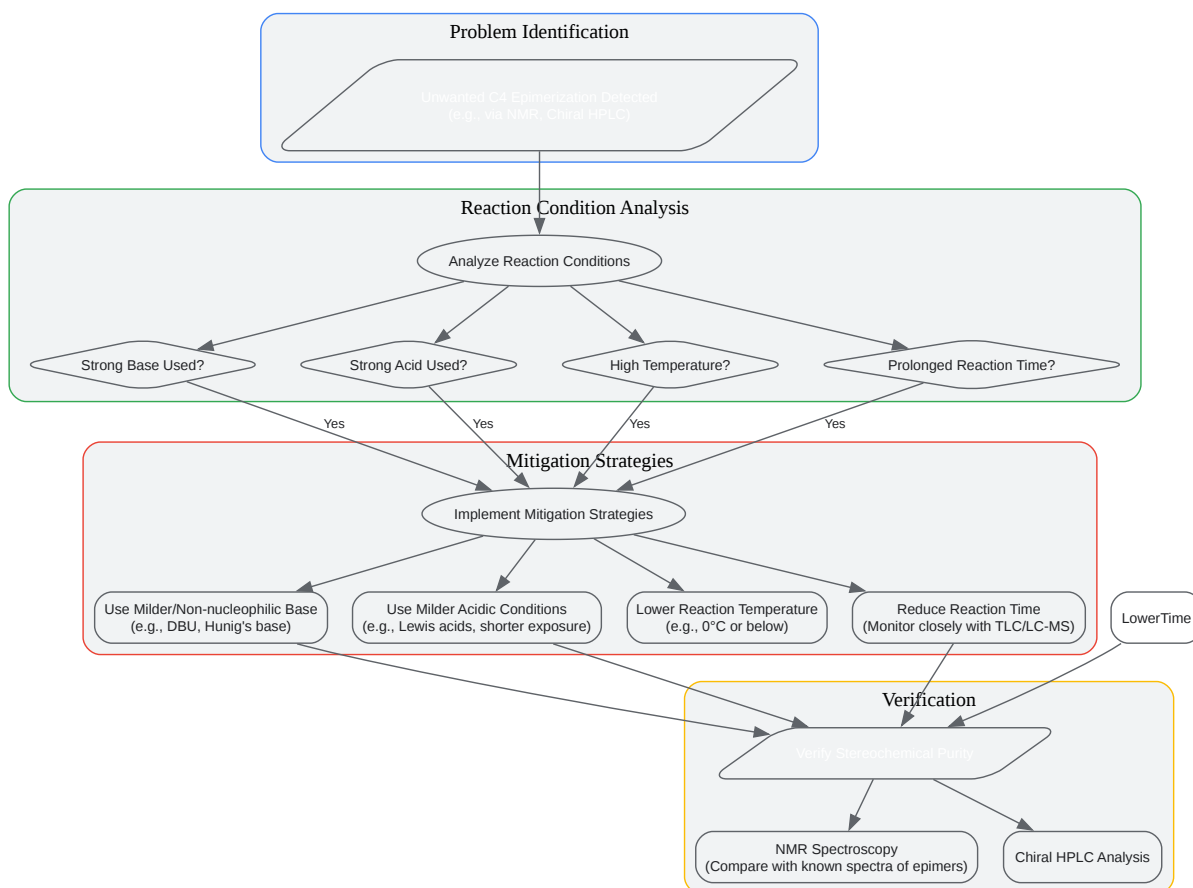 Problem Identification
Unwanted C4 Epimerization Detected
(e.g., via NMR, Chiral HPLC)
Reaction Condition Analysis
Analyze Reaction Conditions
Strong Base Used?
Strong Acid Used?
High Temperature?
Prolonged Reaction Time?
Yes
Yes
Yes
Yes
Mitigation Strategies
Implement Mitigation Strategies
Use Milder/Non-nucleophilic Base
(e.g., DBU, Hunig's base)
Use Milder Acidic Conditions
(e.g., Lewis acids, shorter exposure)
Lower Reaction Temperature
(e.g., 0°C or below)
Reduce Reaction Time
(Monitor closely with TLC/LC-MS)
LowerTime
Verification
Verify Stereochemical Purity
NMR Spectroscopy
(Compare with known spectra of epimers)
Chiral HPLC Analysis